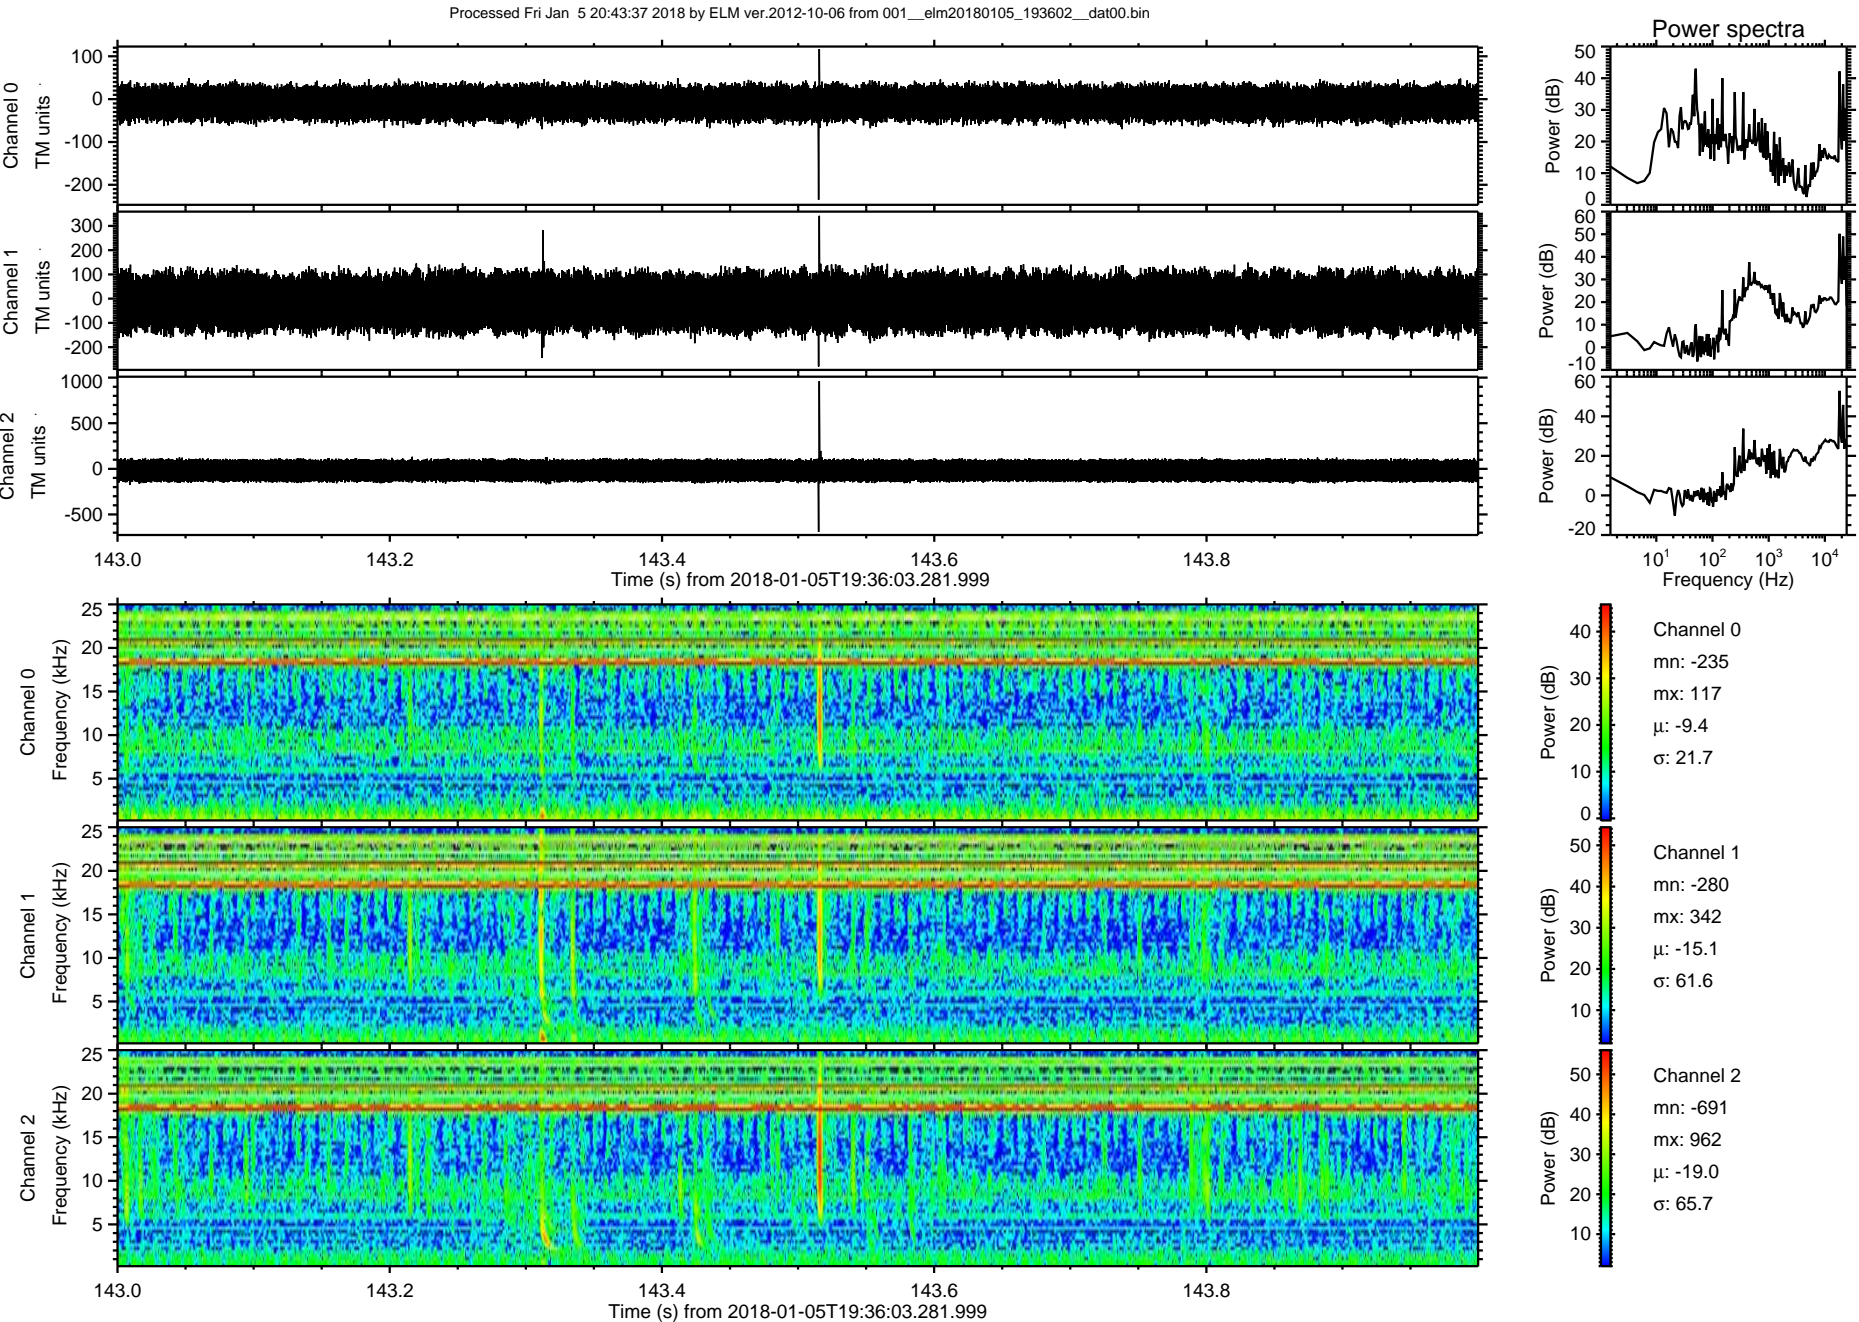 Processed Fri Jan  5 20:43:37 2018 by ELM ver.2012-10-06 from 001__elm20180105_193602__dat00.bin
Power spectra
Channel 0
TM units
100
0
-100
-200
Power (dB)
50
40
30
20
10
0
Channel 1
TM units
300
200
100
0
-100
-200
Power (dB)
60
50
40
30
20
10
0
-10
Channel 2
TM units
1000
500
0
-500
Power (dB)
60
40
20
0
-20
143.0 143.2 143.4 143.6 143.8
Time (s) from 2018-01-05T19:36:03.281.999
10^1 10^2 10^3 10^4
Frequency (Hz)
Channel 0
Frequency (kHz)
25
20
15
10
5
Power (dB)
40
30
20
10
0
Channel 0
mn: -235
mx: 117
μ: -9.4
σ: 21.7
Channel 1
Frequency (kHz)
25
20
15
10
5
Power (dB)
50
40
30
20
10
Channel 1
mn: -280
mx: 342
μ: -15.1
σ: 61.6
Channel 2
Frequency (kHz)
25
20
15
10
5
Power (dB)
50
40
30
20
10
Channel 2
mn: -691
mx: 962
μ: -19.0
σ: 65.7
143.0 143.2 143.4 143.6 143.8
Time (s) from 2018-01-05T19:36:03.281.999